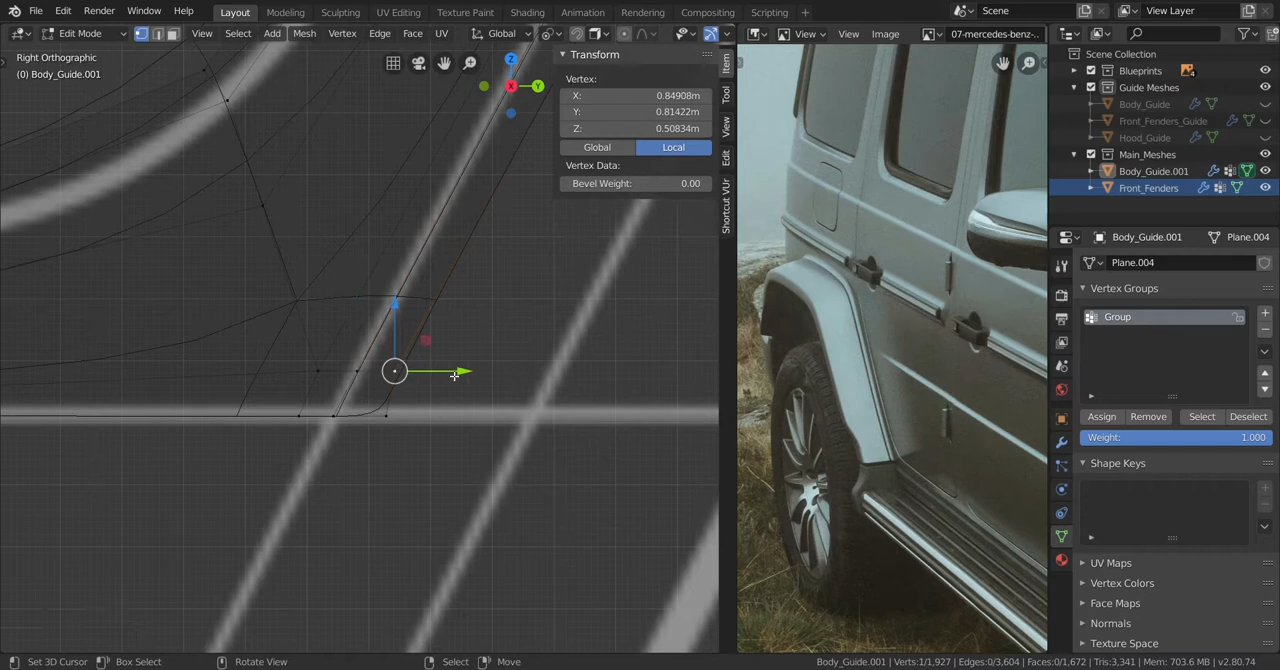 File Edit Render Window Help Layout Modeling Sculpting UV Editing Texture Paint Shading Animation Rendering Compositing Scripting + Scene View Layer
Edit Mode View Select Add Mesh Vertex Edge Face UV Global View View Image 07-mercedes-benz-..
Right Orthographic
(0) Body_Guide.001
Z
X
Y
Transform
Vertex:
X: 0.84908m
Y: 0.81422m
Z: 0.50834m
Global Local
Vertex Data:
Bevel Weight: 0.00
Item
Tool
View
Edit
Shortcut VUr
Scene Collection
Blueprints 4
Guide Meshes
Body_Guide
Front_Fenders_Guide
Hood_Guide
Main_Meshes
Body_Guide.001
Front_Fenders
Body_Guide.001 Plane.004
Plane.004
Vertex Groups
Group
Assign Remove Select Deselect
Weight: 1.000
Shape Keys
UV Maps
Vertex Colors
Face Maps
Normals
Texture Space
Set 3D Cursor Box Select Rotate View Select Move Body_Guide.001 | Verts:1/1,927 | Edges:0/3,604 | Faces:0/1,672 | Tris:3,341 | Mem: 703.6 MB | v2.80.74